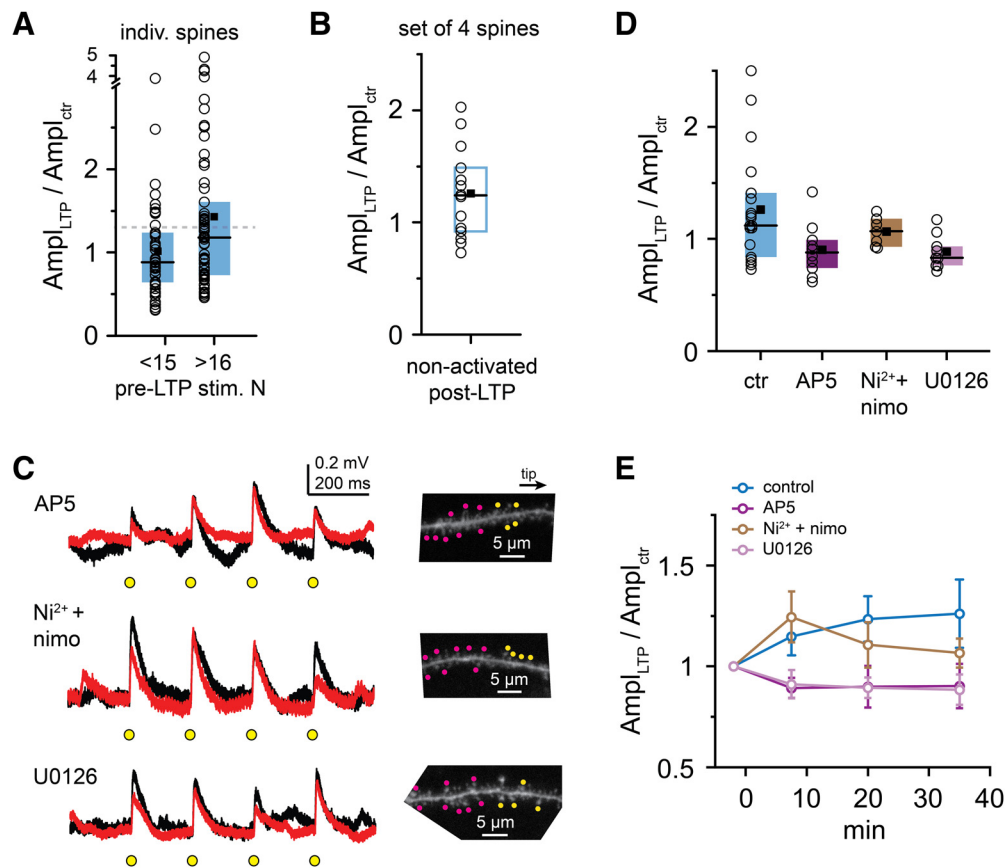 A
indiv. spines
5
4
2
1
0
Ampl_LTP / Ampl_ctr
<15 >16
pre-LTP stim. N
B
set of 4 spines
2
1
0
Ampl_LTP / Ampl_ctr
non-activated
post-LTP
D
2
1
0
Ampl_LTP / Ampl_ctr
ctr AP5 Ni²⁺+ U0126
nimo
C
0.2 mV
200 ms
tip
AP5
5 µm
Ni²⁺ +
nimo
5 µm
U0126
5 µm
E
control
AP5
Ni²⁺ + nimo
U0126
1.5
1
0.5
Ampl_LTP / Ampl_ctr
0 10 20 30 40
min